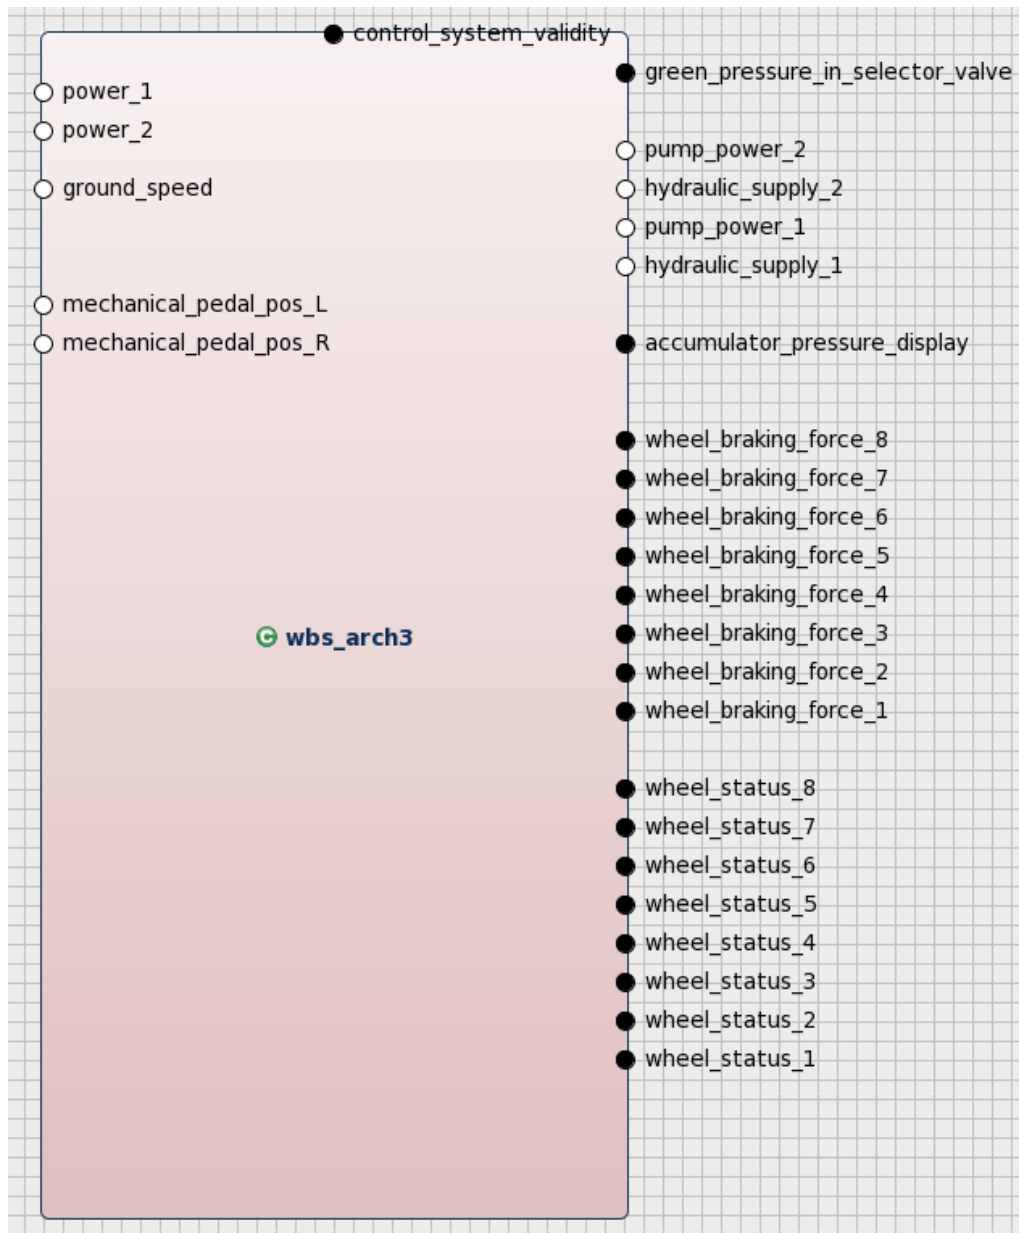 control_system_validity
green_pressure_in_selector_valve
power_1
power_2
pump_power_2
ground_speed
hydraulic_supply_2
pump_power_1
hydraulic_supply_1
mechanical_pedal_pos_L
mechanical_pedal_pos_R
accumulator_pressure_display
wheel_braking_force_8
wheel_braking_force_7
wheel_braking_force_6
wheel_braking_force_5
wheel_braking_force_4
wheel_braking_force_3
C wbs_arch3
wheel_braking_force_2
wheel_braking_force_1
wheel_status_8
wheel_status_7
wheel_status_6
wheel_status_5
wheel_status_4
wheel_status_3
wheel_status_2
wheel_status_1